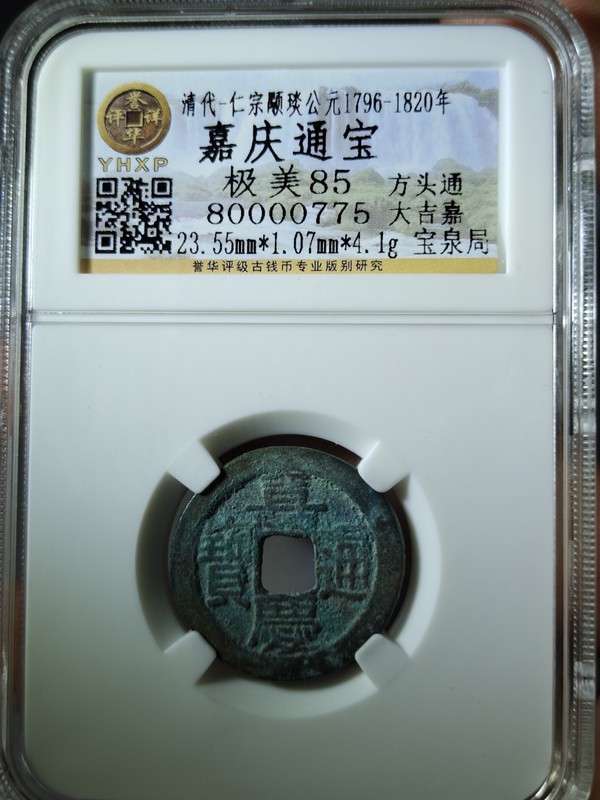 清代-仁宗颙琰公元1796-1820年
嘉庆通宝
誉华评详
YHXP
极美85 方头通
80000775 大吉嘉
23.55mm*1.07mm*4.1g 宝泉局
誉华评级古钱币专业版别研究
嘉慶通寶